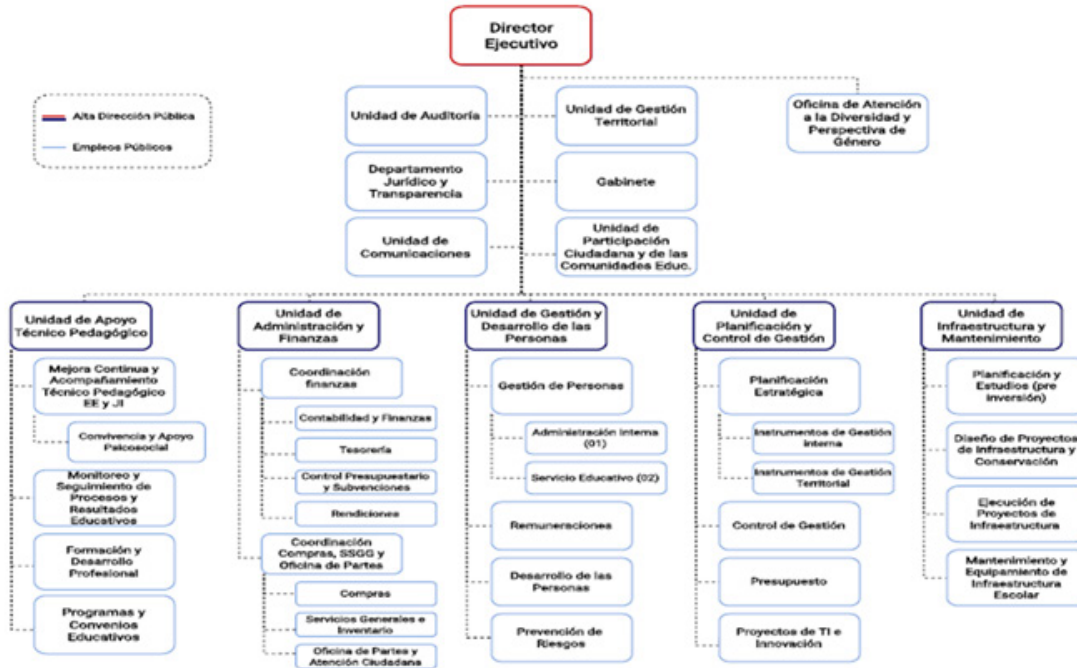 Director
Ejecutivo
Alta Dirección Pública
Empleos Públicos
Unidad de Auditoría
Unidad de Gestión
Territorial
Oficina de Atención
a la Diversidad y
Perspectiva de
Género
Departamento
Jurídico y
Transparencia
Gabinete
Unidad de
Comunicaciones
Unidad de
Participación
Ciudadana y de las
Comunidades Educ.
Unidad de Apoyo
Técnico Pedagógico
Mejora Continua y
Acompañamiento
Técnico Pedagógico
EE y JI
Convivencia y Apoyo
Psicosocial
Monitoreo y
Seguimiento de
Procesos y
Resultados
Educativos
Formación y
Desarrollo
Profesional
Programas y
Convenios
Educativos
Unidad de
Administración y
Finanzas
Coordinación
finanzas
Contabilidad y Finanzas
Tesorería
Control Presupuestario
y Subvenciones
Rendiciones
Coordinación
Compras, SSGG y
Oficina de Partes
Compras
Servicios Generales e
Inventario
Oficina de Partes y
Atención Ciudadana
Unidad de Gestión y
Desarrollo de las
Personas
Gestión de Personas
Administración Interna
(01)
Servicio Educativo (02)
Remuneraciones
Desarrollo de las
Personas
Prevención de
Riesgos
Unidad de
Planificación y
Control de Gestión
Planificación
Estratégica
Instrumentos de Gestión
interna
Instrumentos de Gestión
Territorial
Control de Gestión
Presupuesto
Proyectos de TI e
Innovación
Unidad de
Infraestructura y
Mantenimiento
Planificación y
Estudios (pre
inversión)
Diseño de Proyectos
de Infraestructura y
Conservación
Ejecución de
Proyectos de
Infraestructura
Mantenimiento y
Equipamiento de
Infraestructura
Escolar